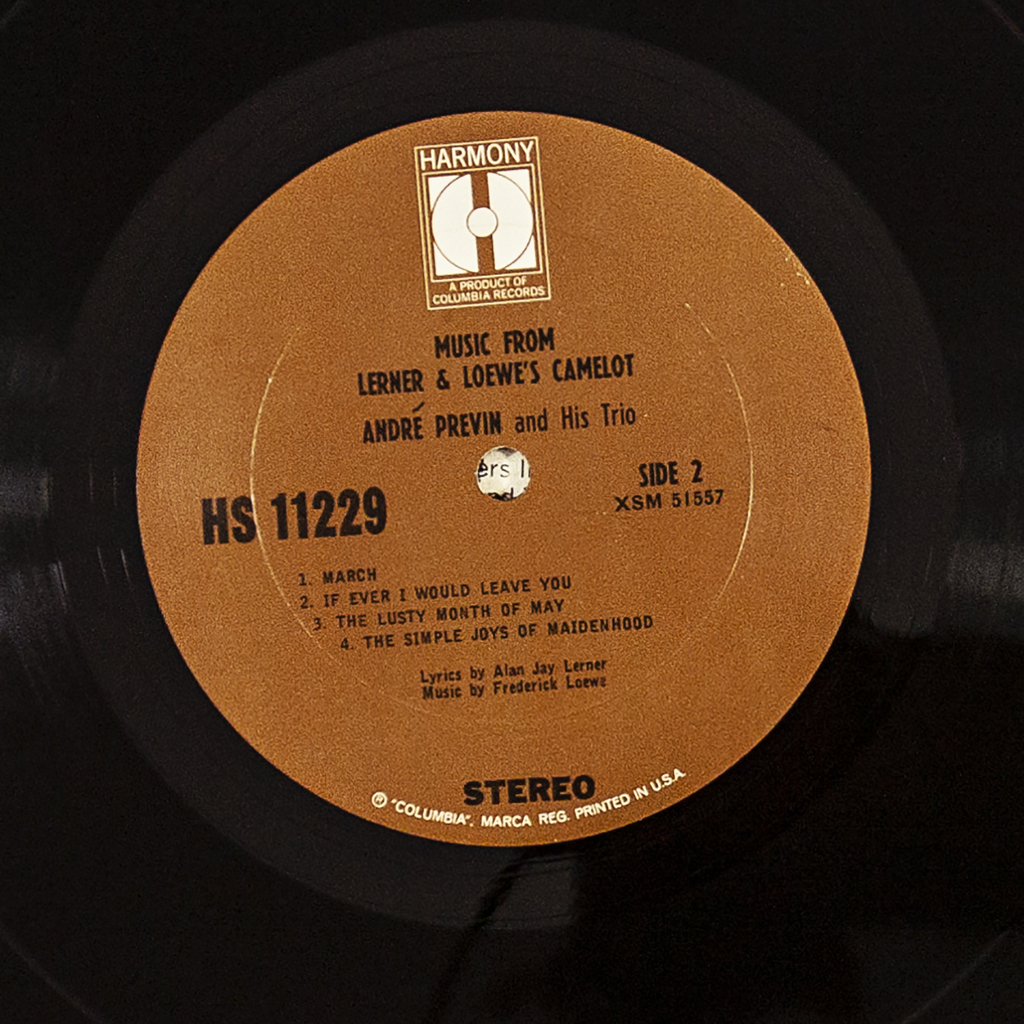 HARMONY
H
A PRODUCT OF
COLUMBIA RECORDS
MUSIC FROM
LERNER & LOEWE'S CAMELOT
ANDRÉ PREVIN and His Trio
ers
SIDE 2
HS 11229
XSM 51557
1. MARCH
2. IF EVER I WOULD LEAVE YOU
3. THE LUSTY MONTH OF MAY
4. THE SIMPLE JOYS OF MAIDENHOOD
Lyrics by Alan Jay Lerner
Music by Frederick Loewe
STEREO
® "COLUMBIA". MARCA REG. PRINTED IN U.S.A.